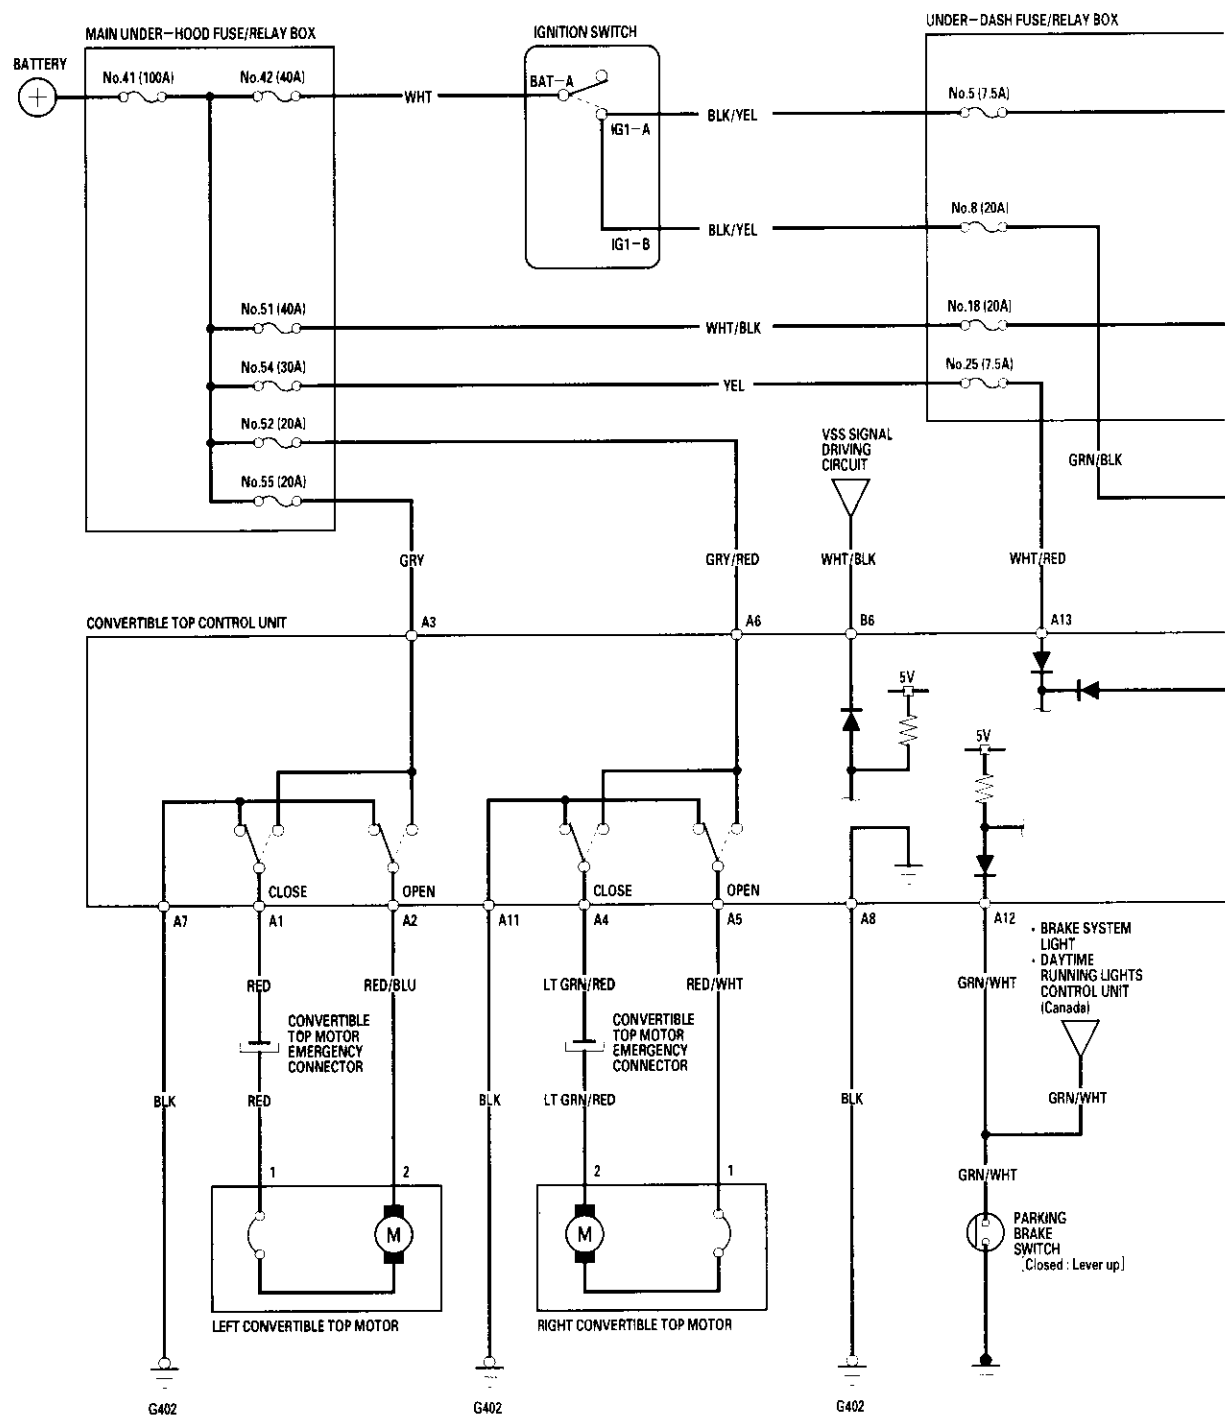 MAIN UNDER-HOOD FUSE/RELAY BOX
IGNITION SWITCH
UNDER-DASH FUSE/RELAY BOX
BATTERY
No.41 (100A)
No.42 (40A)
WHT
BAT-A
IG1-A
BLK/YEL
No.5 (7.5A)
IG1-B
BLK/YEL
No.8 (20A)
No.51 (40A)
WHT/BLK
No.18 (20A)
No.54 (30A)
YEL
No.25 (7.5A)
No.52 (20A)
No.55 (20A)
VSS SIGNAL
DRIVING
CIRCUIT
GRN/BLK
GRY
GRY/RED
WHT/BLK
WHT/RED
CONVERTIBLE TOP CONTROL UNIT
A3
A6
B6
A13
5V
5V
CLOSE
OPEN
CLOSE
OPEN
A7
A1
A2
A11
A4
A5
A8
A12
• BRAKE SYSTEM
LIGHT
• DAYTIME
RUNNING LIGHTS
CONTROL UNIT
(Canada)
RED
RED/BLU
LT GRN/RED
RED/WHT
GRN/WHT
CONVERTIBLE
TOP MOTOR
EMERGENCY
CONNECTOR
CONVERTIBLE
TOP MOTOR
EMERGENCY
CONNECTOR
BLK
RED
BLK
LT GRN/RED
BLK
GRN/WHT
1
2
2
1
GRN/WHT
M
M
PARKING
BRAKE
SWITCH
[Closed : Lever up]
LEFT CONVERTIBLE TOP MOTOR
RIGHT CONVERTIBLE TOP MOTOR
G402
G402
G402